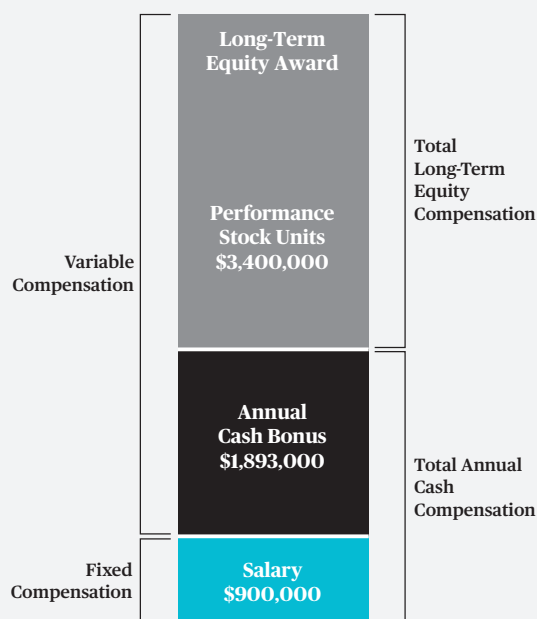 Long-Term
Equity Award
Total
Long-Term
Equity
Compensation
Performance
Stock Units
$3,400,000
Variable
Compensation
Annual
Cash Bonus
$1,893,000
Total Annual
Cash
Compensation
Fixed
Compensation
Salary
$900,000